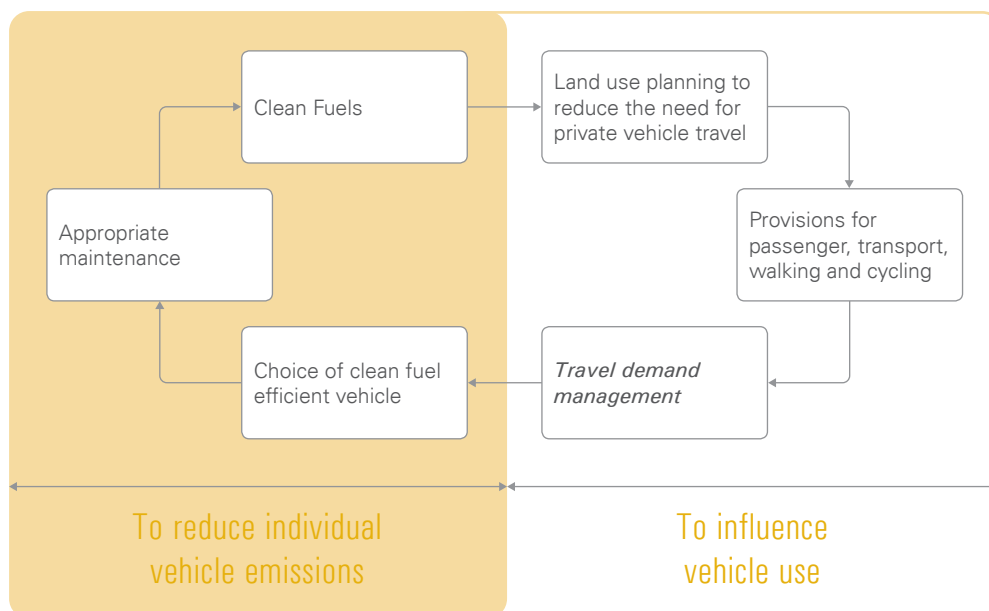 Clean Fuels
Land use planning to
reduce the need for
private vehicle travel
Appropriate
maintenance
Provisions for
passenger, transport,
walking and cycling
Choice of clean fuel
efficient vehicle
Travel demand
management
To reduce individual
vehicle emissions
To influence
vehicle use